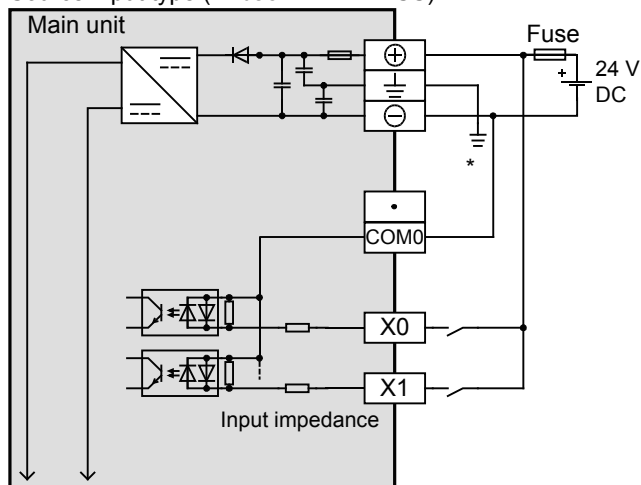 Main unit
Fuse
+
24 V
DC
*
COM0
X0
X1
Input impedance